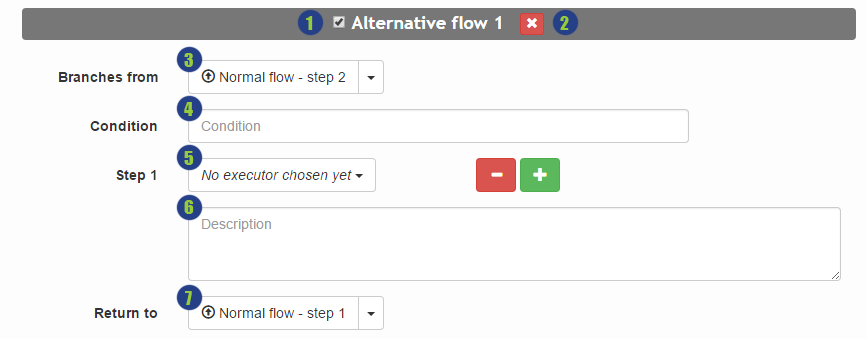 1 Alternative flow 1 2
3
Branches from Normal flow - step 2
4
Condition Condition
5
Step 1 No executor chosen yet
6
Description
7
Return to Normal flow - step 1